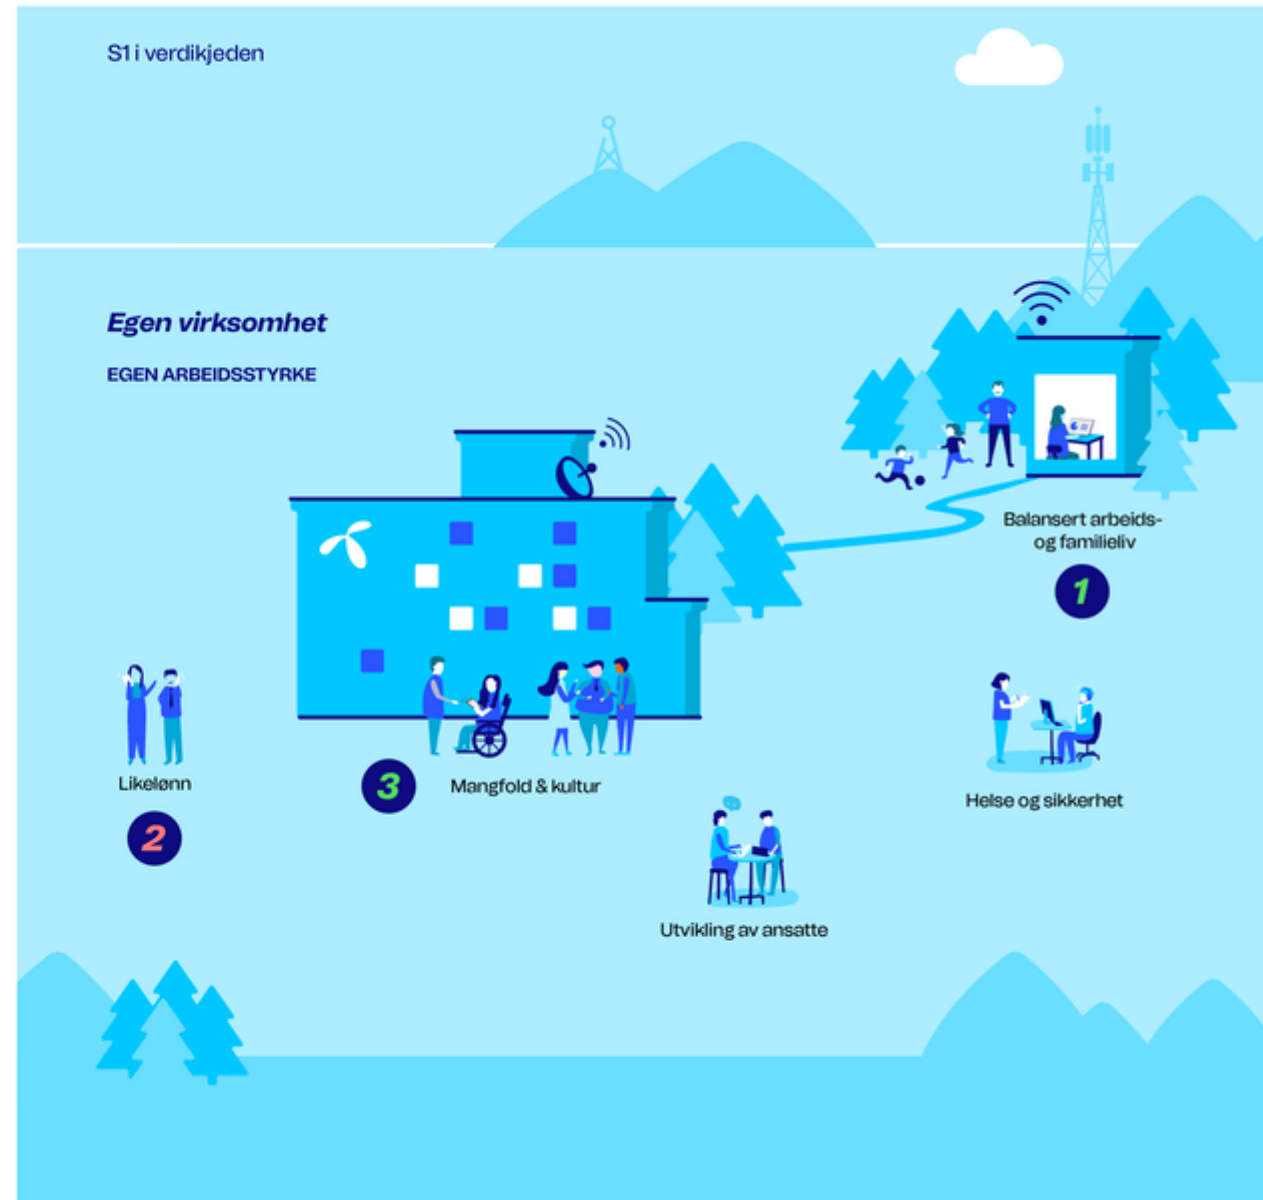 S1 i verdikjeden
Egen virksomhet
EGEN ARBEIDSSTYRKE
Balansert arbeids-
og familieliv
1
Likelønn
2
3
Mangfold & kultur
Helse og sikkerhet
Utvikling av ansatte